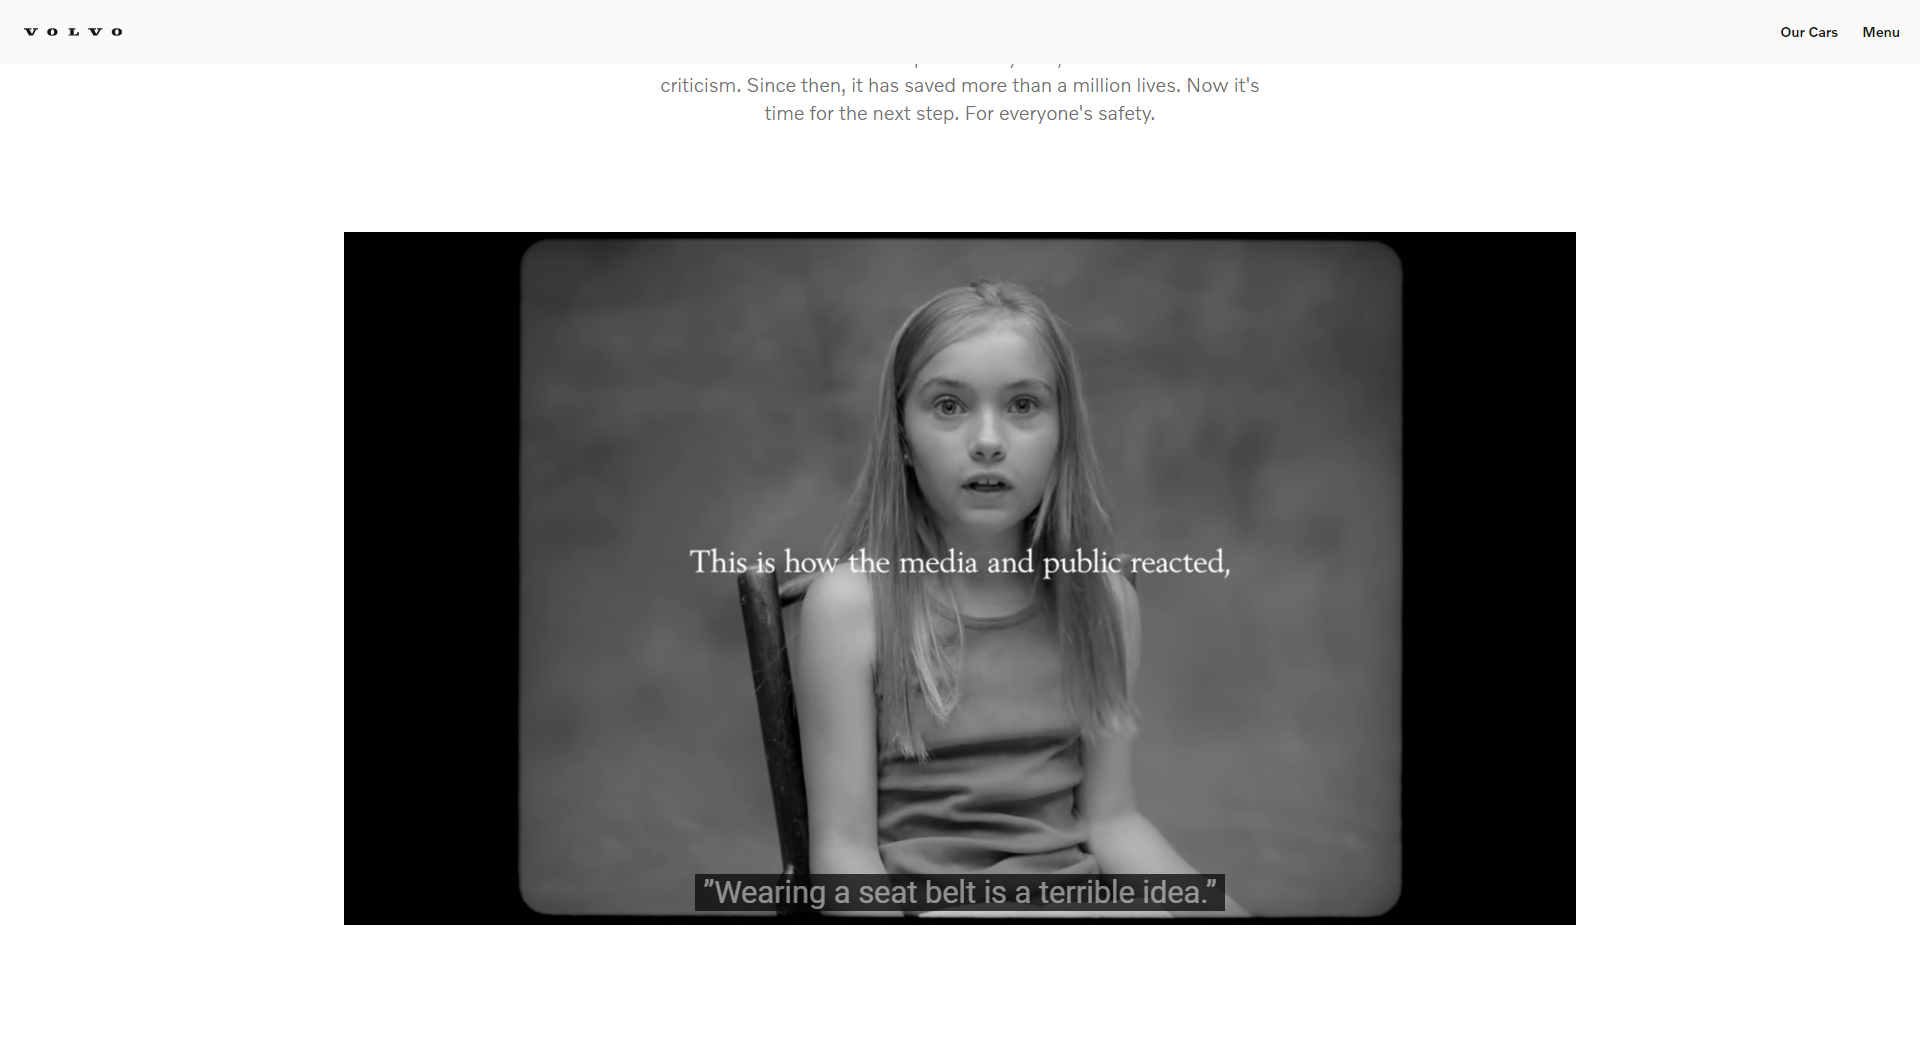 VOLVO
Our Cars
Menu
criticism. Since then, it has saved more than a million lives. Now it's
time for the next step. For everyone's safety.
This is how the media and public reacted,
”Wearing a seat belt is a terrible idea.”